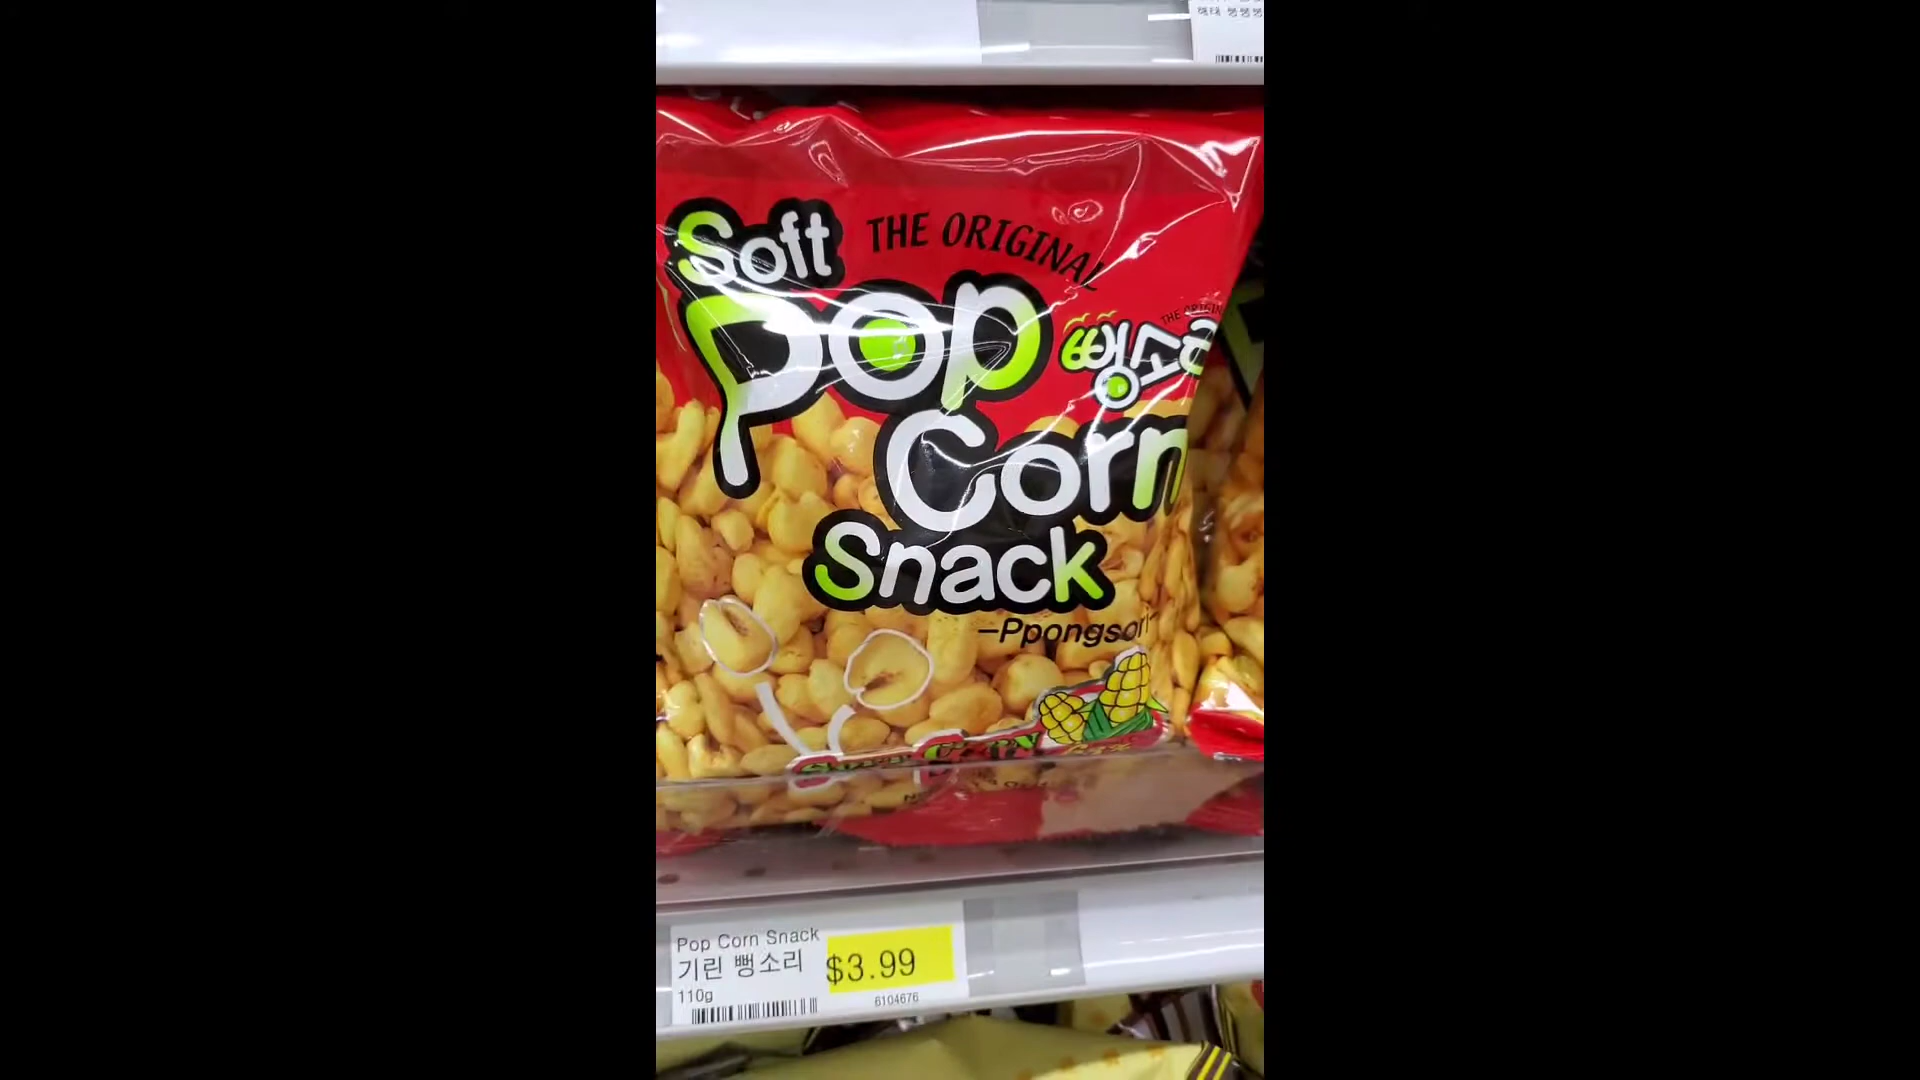 Soft
THE ORIGINAL
Pop
뻥소리
Corn
Snack
–Ppongsori–
Pop Corn Snack
기린 뻥소리
$3.99
110g
6104676